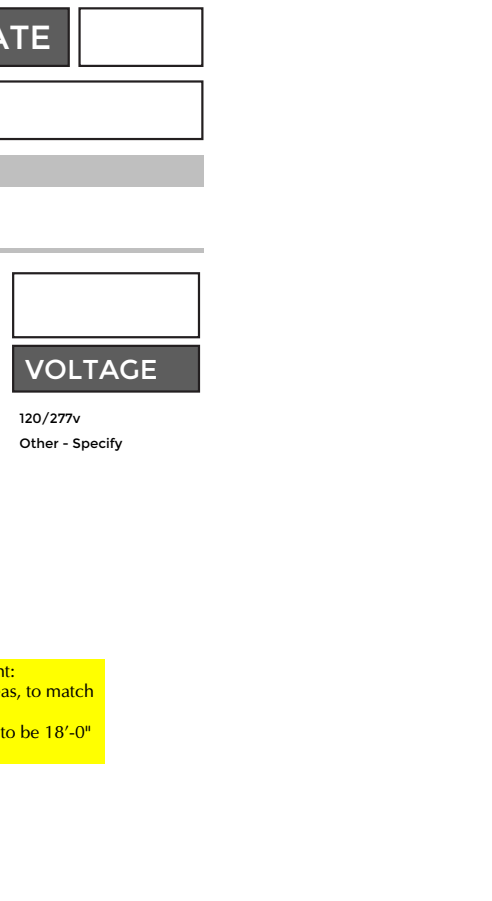 ATE
VOLTAGE
120/277v
Other - Specify
nt:
as, to match
to be 18'-0"